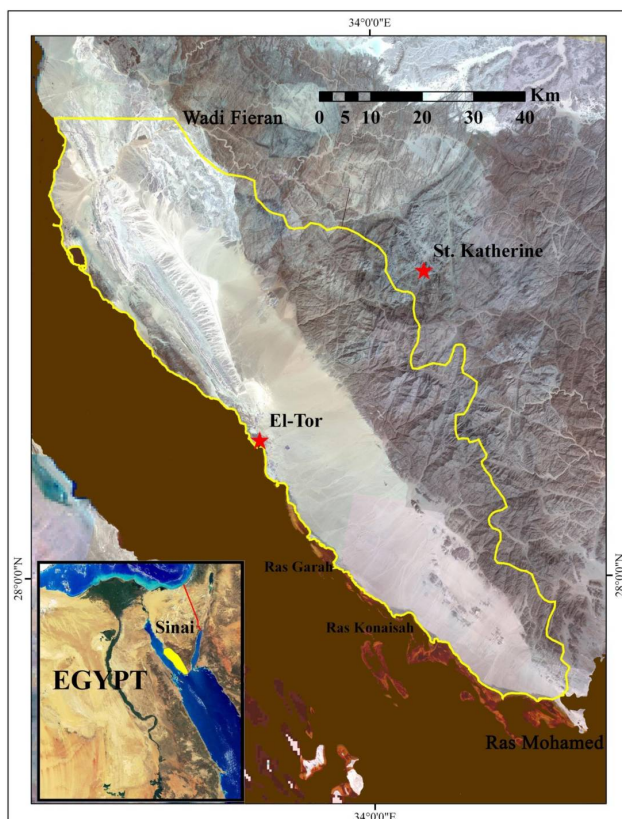 34°0'0"E
Wadi Fieran
Km
0 5 10 20 30 40
St. Katherine
El-Tor
28°0'0"N
28°0'0"N
Ras Garah
Ras Konaisah
Sinai
EGYPT
Ras Mohamed
34°0'0"E